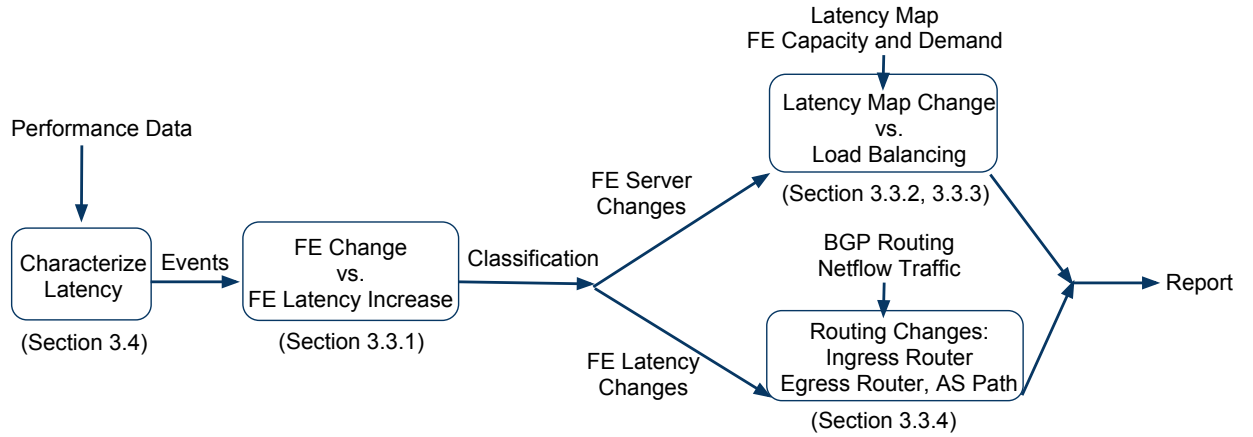 Performance Data
Characterize
Latency
(Section 3.4)
Events
FE Change
vs.
FE Latency Increase
(Section 3.3.1)
Classification
FE Server
Changes
Latency Map
FE Capacity and Demand
Latency Map Change
vs.
Load Balancing
(Section 3.3.2, 3.3.3)
FE Latency
Changes
BGP Routing
Netflow Traffic
Routing Changes:
Ingress Router
Egress Router, AS Path
(Section 3.3.4)
Report